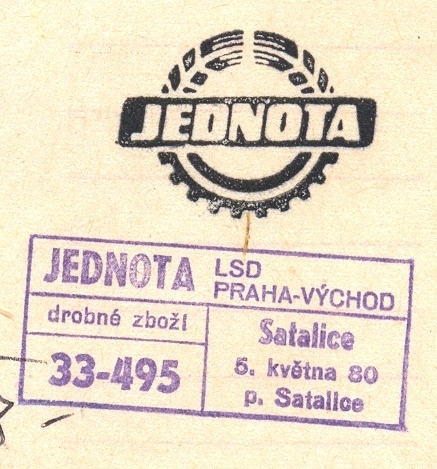 JEDNOTA
JEDNOTA LSD
PRAHA-VÝCHOD
drobné zboží
33-495
Satalice
5. května 80
p. Satalice